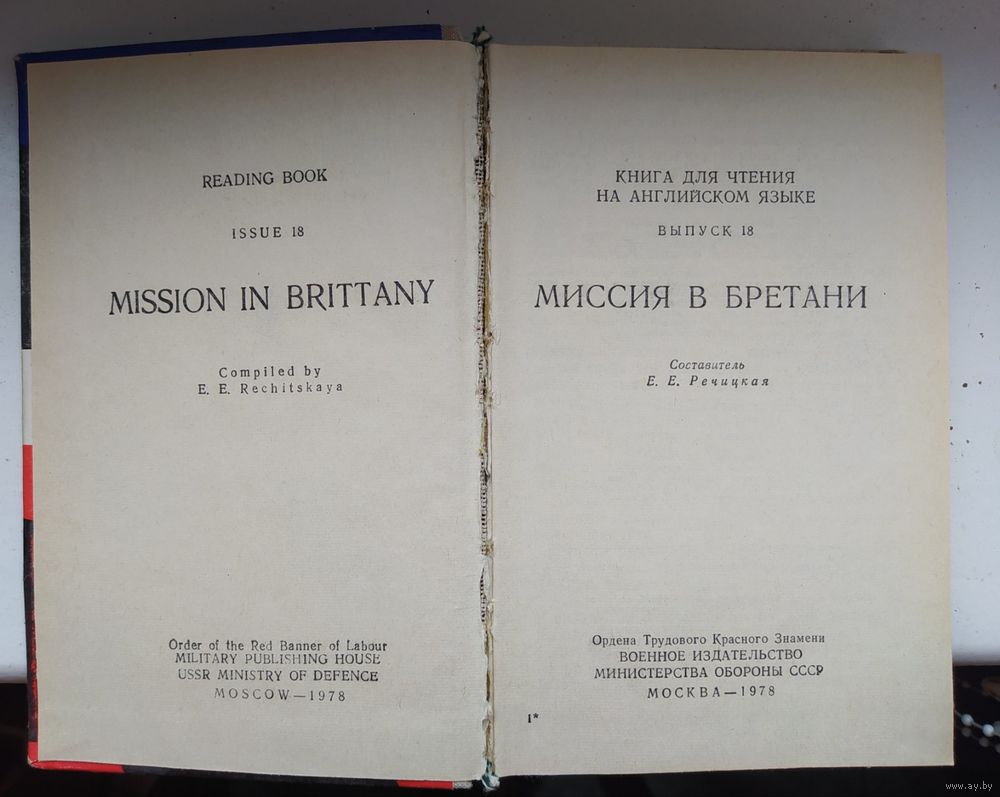 READING BOOK
ISSUE 18
MISSION IN BRITTANY
Compiled by
E. E. Rechitskaya
Order of the Red Banner of Labour
MILITARY PUBLISHING HOUSE
USSR MINISTRY OF DEFENCE
MOSCOW—1978
КНИГА ДЛЯ ЧТЕНИЯ
НА АНГЛИЙСКОМ ЯЗЫКЕ
ВЫПУСК 18
МИССИЯ В БРЕТАНИ
Составитель
Е. Е. Речицкая
Ордена Трудового Красного Знамени
ВОЕННОЕ ИЗДАТЕЛЬСТВО
МИНИСТЕРСТВА ОБОРОНЫ СССР
МОСКВА—1978
1*
www.ay.by